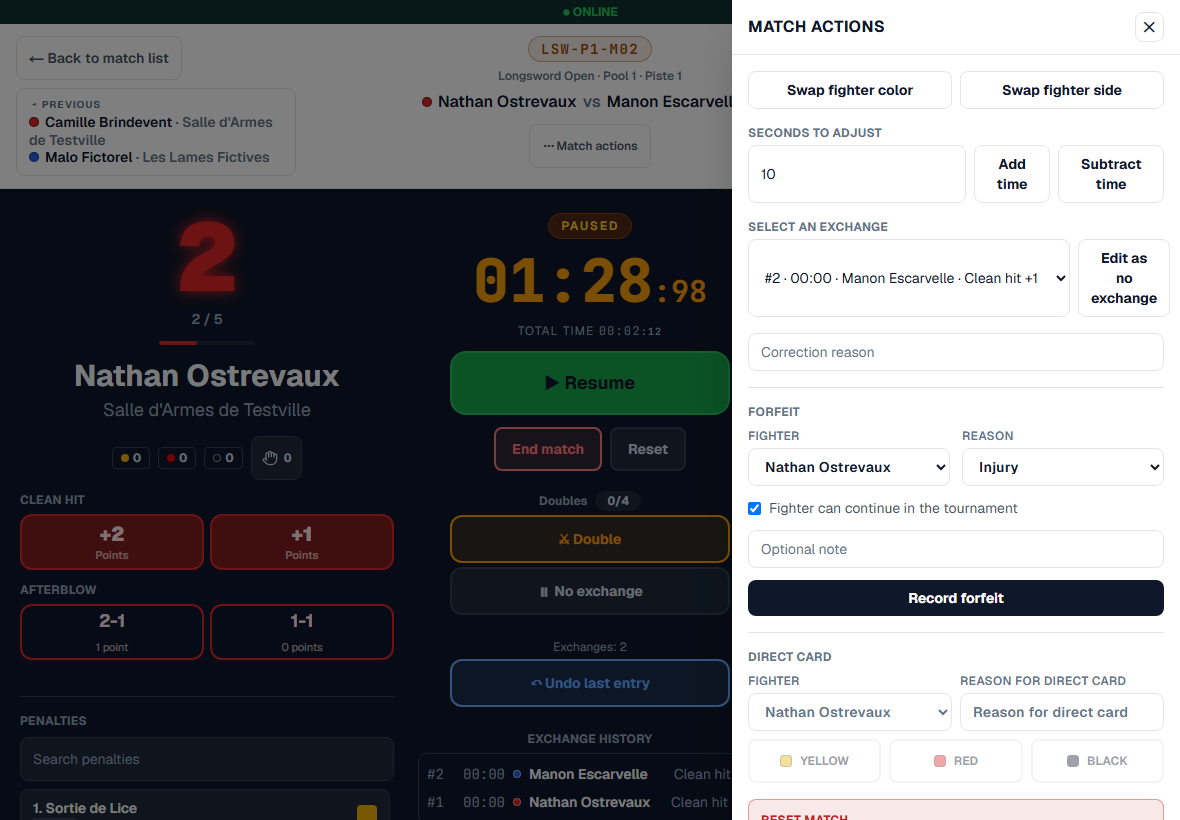 ONLINE
← Back to match list
PREVIOUS
Camille Brindevent · Salle d'Armes
de Testville
Malo Fictorel · Les Lames Fictives
LSW-P1-M02
Longsword Open · Pool 1 · Piste 1
Nathan Ostrevaux vs Manon Escarvell
··· Match actions
2
2 / 5
Nathan Ostrevaux
Salle d'Armes de Testville
0
0
0
0
CLEAN HIT
+2
Points
+1
Points
AFTERBLOW
2-1
1 point
1-1
0 points
PENALTIES
Search penalties
1. Sortie de Lice
PAUSED
01:28:98
TOTAL TIME 00:02:12
Resume
End match
Reset
Doubles 0/4
Double
No exchange
Exchanges: 2
Undo last entry
EXCHANGE HISTORY
#2 00:00 Manon Escarvelle Clean hit
#1 00:00 Nathan Ostrevaux Clean hit
MATCH ACTIONS
Swap fighter color
Swap fighter side
SECONDS TO ADJUST
10
Add
time
Subtract
time
SELECT AN EXCHANGE
#2 · 00:00 · Manon Escarvelle · Clean hit +1
Edit as
no
exchange
Correction reason
FORFEIT
FIGHTER
REASON
Nathan Ostrevaux
Injury
Fighter can continue in the tournament
Optional note
Record forfeit
DIRECT CARD
FIGHTER
REASON FOR DIRECT CARD
Nathan Ostrevaux
Reason for direct card
YELLOW
RED
BLACK
RESET MATCH